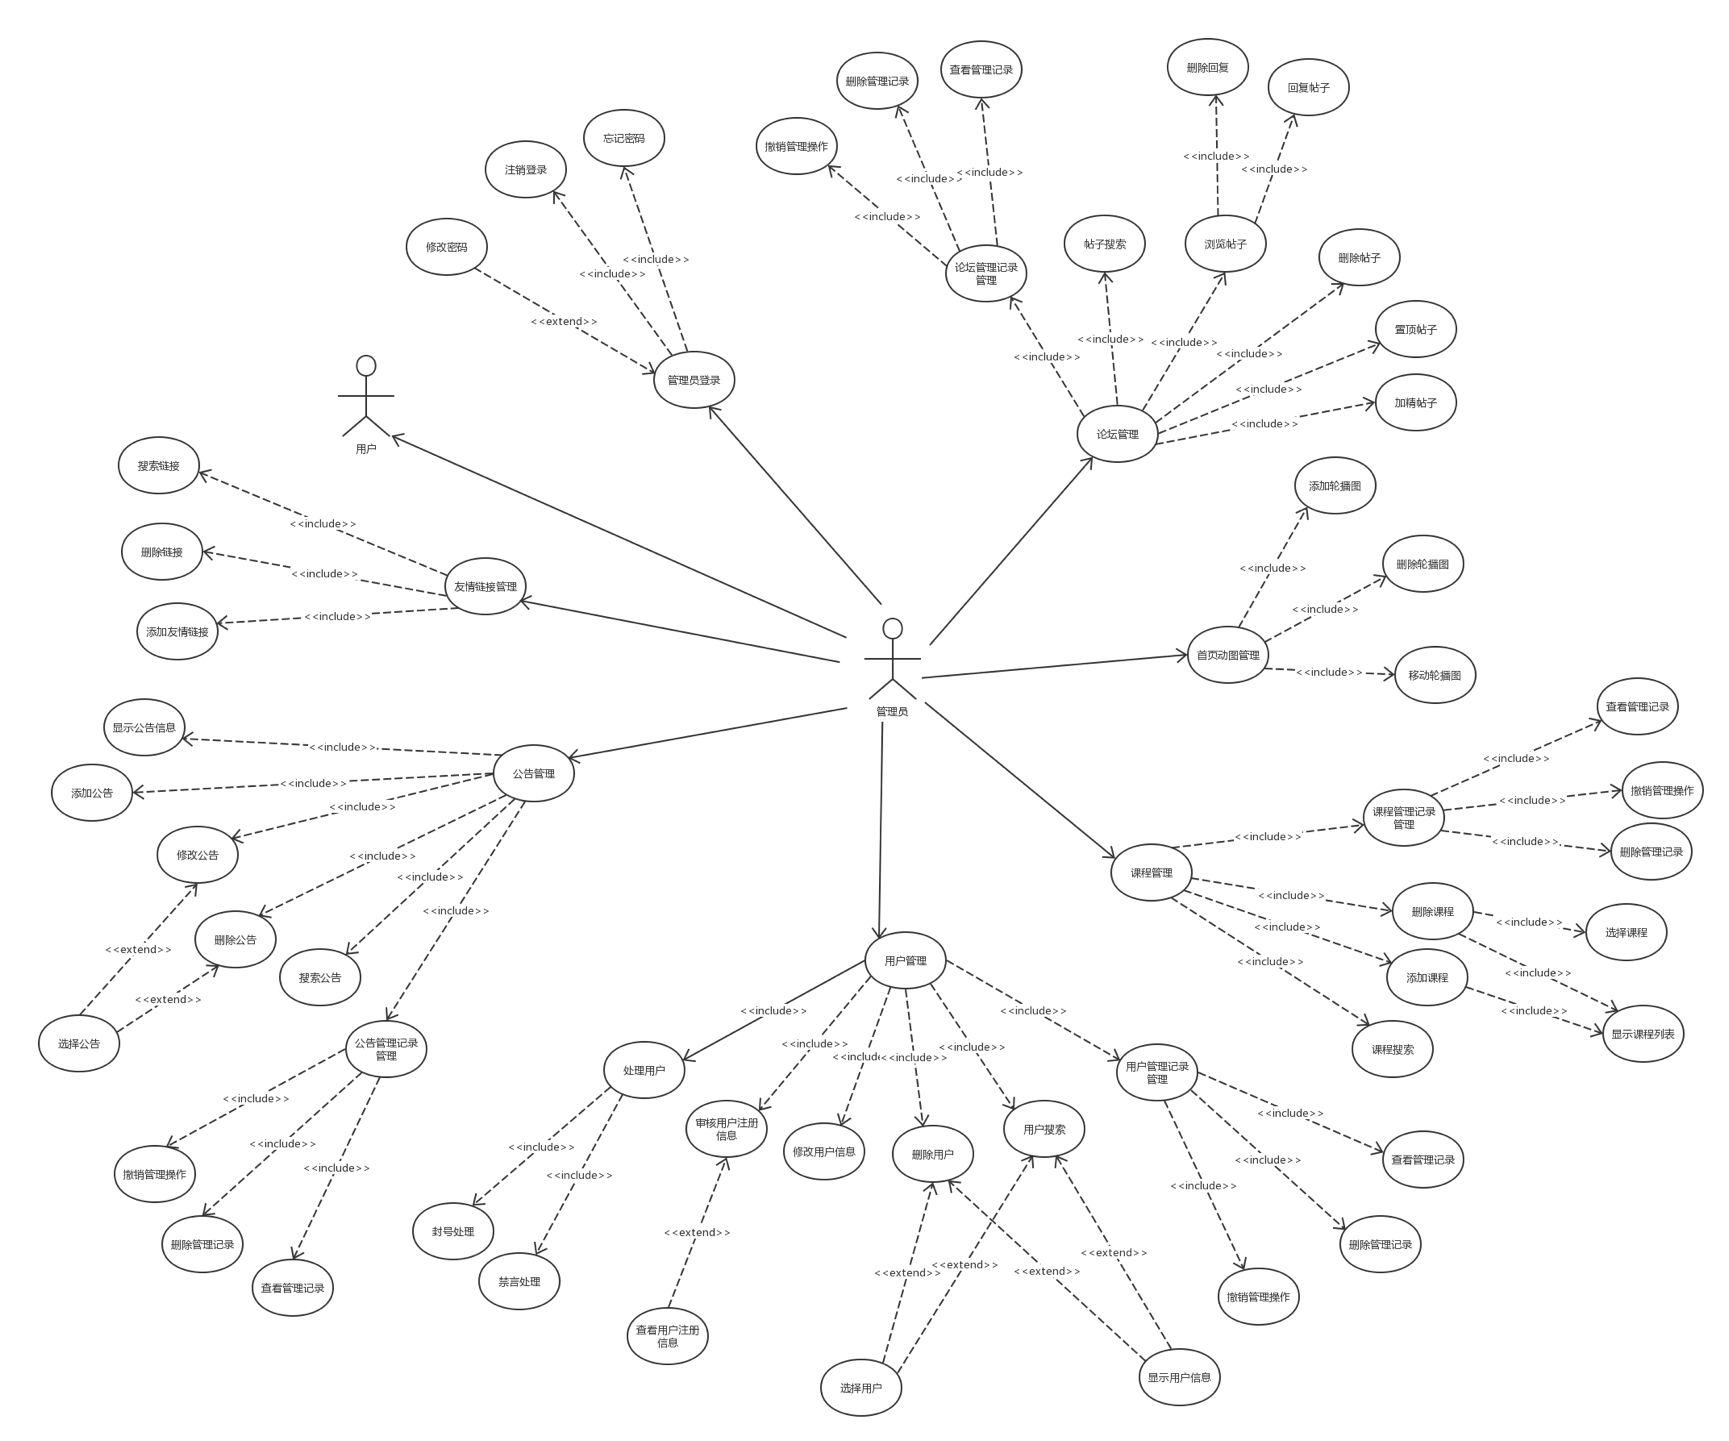 删除回复
查看管理记录
删除管理记录
回复帖子
忘记密码
撤销管理操作
<<include>>
注销登录
<<include>>
<<include>>
<<include>>
<<include>>
修改密码
帖子搜索
浏览帖子
删除帖子
<<include>>
<<include>>
论坛管理记录
管理
<<extend>>
置顶帖子
<<include>>
<<include>>
<<include>>
<<include>>
管理员登录
<<include>>
加精帖子
<<include>>
论坛管理
用户
搜索链接
添加轮播图
<<include>>
删除链接
<<include>>
友情链接管理
<<include>>
删除轮播图
<<include>>
添加友情链接
<<include>>
首页动图管理
<<include>>
移动轮播图
管理员
查看管理记录
显示公告信息
<<include>>
<<include>>
公告管理
<<include>>
添加公告
<<include>>
<<include>>
撤销管理操作
课程管理记录
管理
<<include>>
<<include>>
删除管理记录
修改公告
<<include>>
<<include>>
课程管理
<<include>>
删除课程
<<include>>
选择课程
<<include>>
<<include>>
删除公告
<<extend>>
搜索公告
用户管理
<<include>>
添加课程
<<include>>
<<extend>>
<<include>>
<<include>>
<<include>>
显示课程列表
选择公告
公告管理记录
管理
<<include>>
<<include>>
<<include>>
<<include>>
课程搜索
处理用户
用户管理记录
管理
<<include>>
审核用户注册
信息
用户搜索
<<include>>
<<include>>
<<include>>
修改用户信息
删除用户
查看管理记录
<<include>>
撤销管理操作
<<include>>
<<include>>
<<include>>
封号处理
<<extend>>
删除管理记录
删除管理记录
<<extend>>
<<extend>>
<<extend>>
<<extend>>
禁言处理
查看管理记录
撤销管理操作
查看用户注册
信息
选择用户
显示用户信息